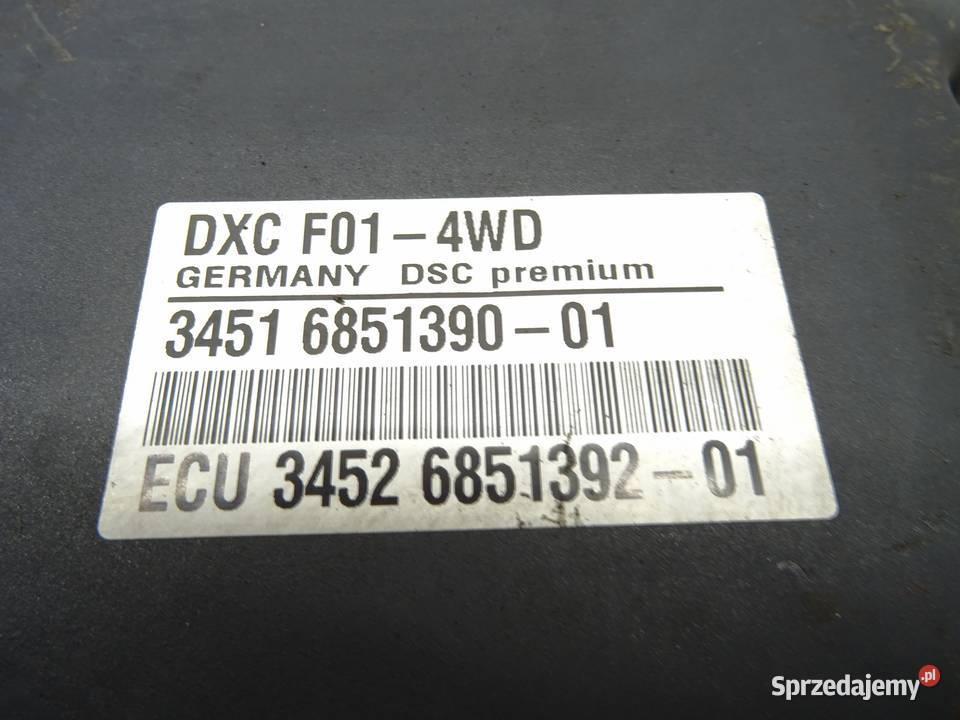 DXC F01-4WD
GERMANY DSC premium
3451 6851390-01
ECU 3452 6851392-01
Sprzedajemy.pl